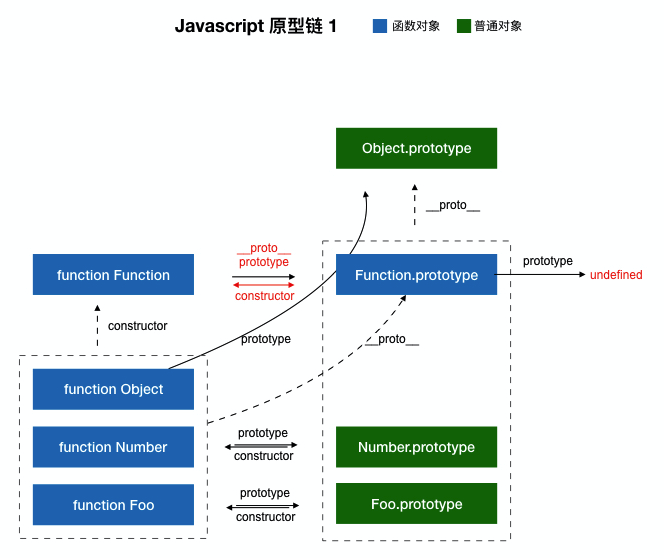 Javascript 原型链 1
函数对象
普通对象
Object.prototype
__proto__
__proto__
prototype
constructor
function Function
Function.prototype
prototype
undefined
constructor
prototype
__proto__
function Object
function Number
prototype
constructor
Number.prototype
function Foo
prototype
constructor
Foo.prototype